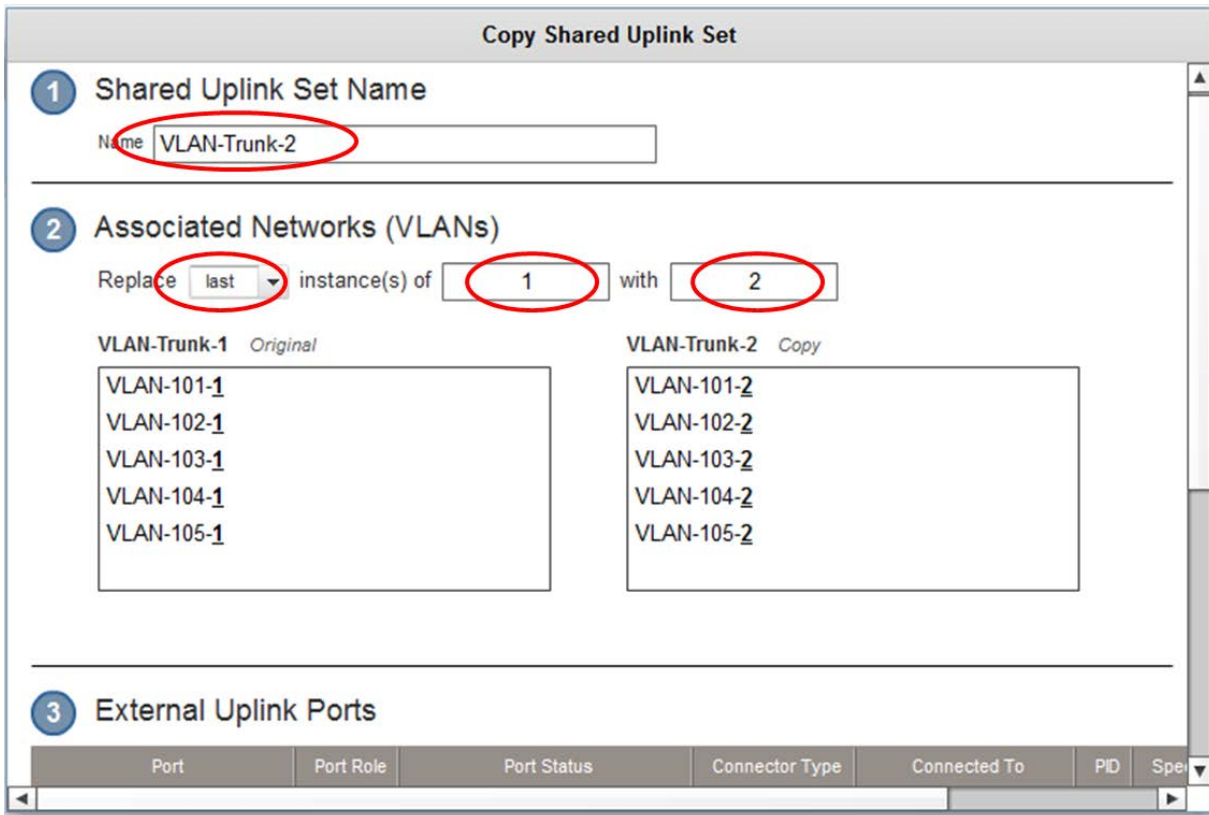 Copy Shared Uplink Set
1 Shared Uplink Set Name
Name VLAN-Trunk-2
2 Associated Networks (VLANs)
Replace last instance(s) of 1 with 2
VLAN-Trunk-1 Original VLAN-Trunk-2 Copy
VLAN-101-1 VLAN-101-2
VLAN-102-1 VLAN-102-2
VLAN-103-1 VLAN-103-2
VLAN-104-1 VLAN-104-2
VLAN-105-1 VLAN-105-2
3 External Uplink Ports
Port Port Role Port Status Connector Type Connected To PID